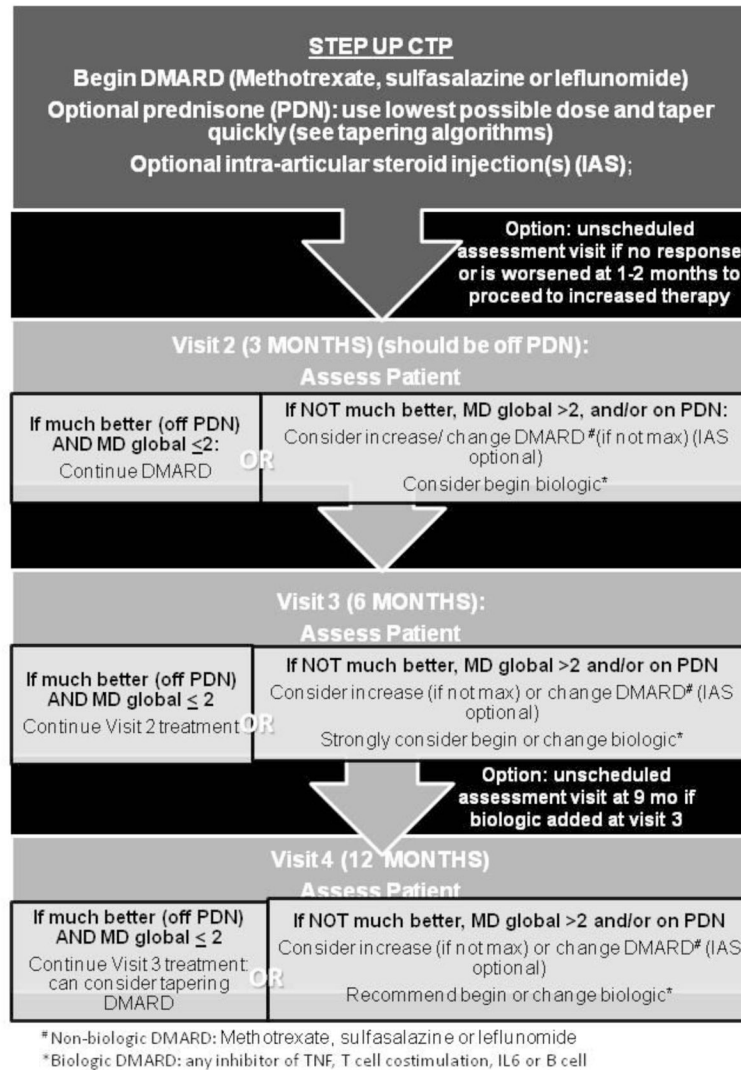 STEP UP CTP
Begin DMARD (Methotrexate, sulfasalazine or leflunomide)
Optional prednisone (PDN): use lowest possible dose and taper
quickly (see tapering algorithms)
Optional intra-articular steroid injection(s) (IAS);
Option: unscheduled
assessment visit if no response
or is worsened at 1-2 months to
proceed to increased therapy
Visit 2 (3 MONTHS) (should be off PDN):
Assess Patient
If much better (off PDN)
AND MD global ≤2:
Continue DMARD
OR
If NOT much better, MD global >2, and/or on PDN:
Consider increase/ change DMARD # (if not max) (IAS
optional)
Consider begin biologic*
Visit 3 (6 MONTHS):
Assess Patient
If much better (off PDN)
AND MD global ≤ 2
Continue Visit 2 treatment
OR
If NOT much better, MD global >2 and/or on PDN
Consider increase (if not max) or change DMARD# (IAS
optional)
Strongly consider begin or change biologic*
Option: unscheduled
assessment visit at 9 mo if
biologic added at visit 3
Visit 4 (12 MONTHS)
Assess Patient
If much better (off PDN)
AND MD global ≤ 2
Continue Visit 3 treatment:
can consider tapering
DMARD
OR
If NOT much better, MD global >2 and/or on PDN
Consider increase (if not max) or change DMARD# (IAS
optional)
Recommend begin or change biologic*
# Non-biologic DMARD: Methotrexate, sulfasalazine or leflunomide
*Biologic DMARD: any inhibitor of TNF, T cell costimulation, IL6 or B cell